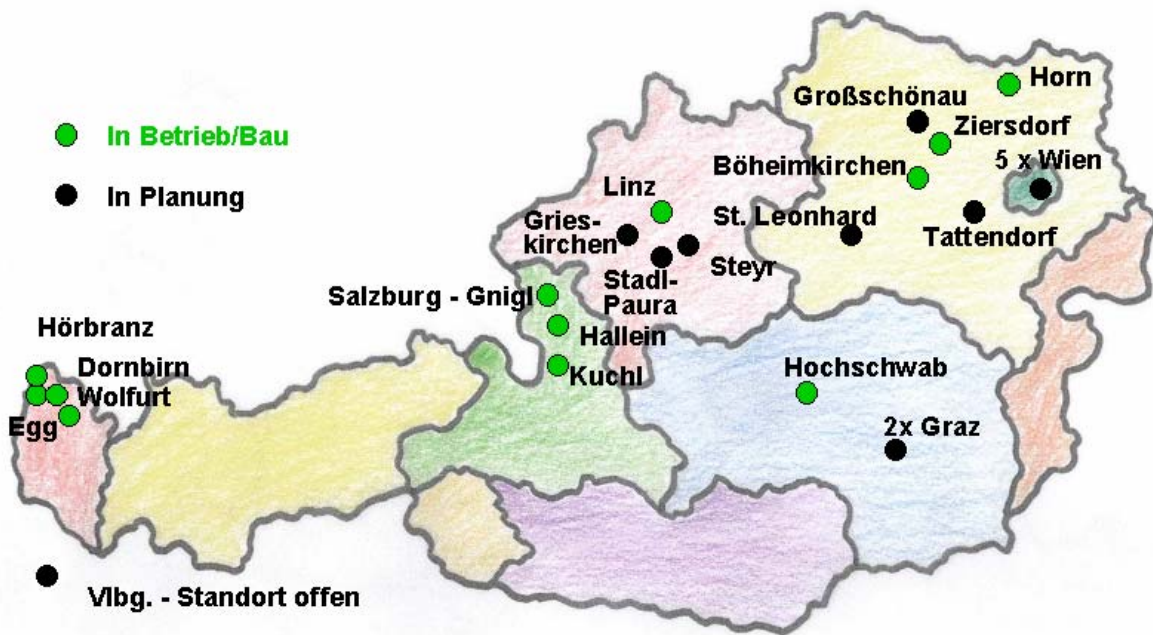 Horn
Großschönau
In Betrieb/Bau
Ziersdorf
5 x Wien
Böheimkirchen
In Planung
Linz
St. Leonhard
Gries-
kirchen
Tattendorf
Steyr
Stadl-
Paura
Salzburg - Gnigl
Hörbranz
Hallein
Dornbirn
Hochschwab
Kuchl
Wolfurt
Egg
2x Graz
Vlbg. - Standort offen